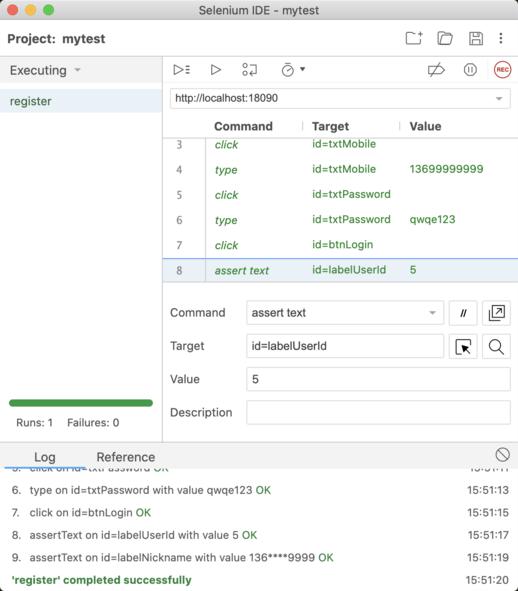 Selenium IDE - mytest
Project: mytest
Executing
register
REC
http://localhost:18090
Command Target Value
3 click id=txtMobile
4 type id=txtMobile 13699999999
5 click id=txtPassword
6 type id=txtPassword qwqe123
7 click id=btnLogin
8 assert text id=labelUserId 5
Command assert text //
Target id=labelUserId
Value 5
Description
Runs: 1 Failures: 0
Log Reference
5. click on id=txtPassword OK 15:51:11
6. type on id=txtPassword with value qwqe123 OK 15:51:13
7. click on id=btnLogin OK 15:51:15
8. assertText on id=labelUserId with value 5 OK 15:51:17
9. assertText on id=labelNickname with value 136****9999 OK 15:51:19
'register' completed successfully 15:51:20